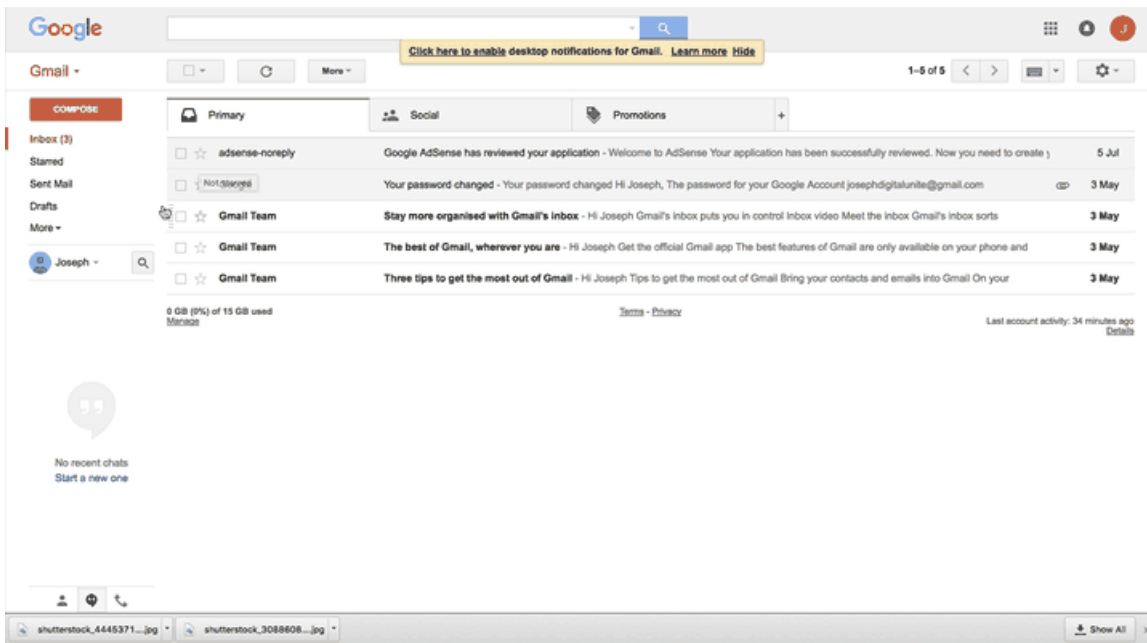 Google
Click here to enable desktop notifications for Gmail. Learn more Hide
J
Gmail
More
1–5 of 5
COMPOSE
Primary
Social
Promotions
+
Inbox (3)
Starred
Sent Mail
Drafts
More
Joseph
adsense-noreply Google AdSense has reviewed your application - Welcome to AdSense Your application has been successfully reviewed. Now you need to create 5 Jul
Not starred Your password changed - Your password changed Hi Joseph, The password for your Google Account josephdigitalunite@gmail.com 3 May
Gmail Team Stay more organised with Gmail's inbox - Hi Joseph Gmail's inbox puts you in control Inbox video Meet the inbox Gmail's inbox sorts 3 May
Gmail Team The best of Gmail, wherever you are - Hi Joseph Get the official Gmail app The best features of Gmail are only available on your phone and 3 May
Gmail Team Three tips to get the most out of Gmail - Hi Joseph Tips to get the most out of Gmail Bring your contacts and emails into Gmail On your 3 May
0 GB (0%) of 15 GB used
Manage
Terms - Privacy
Last account activity: 34 minutes ago
Details
No recent chats
Start a new one
shutterstock_4445371....jpg
shutterstock_3088608....jpg
Show All